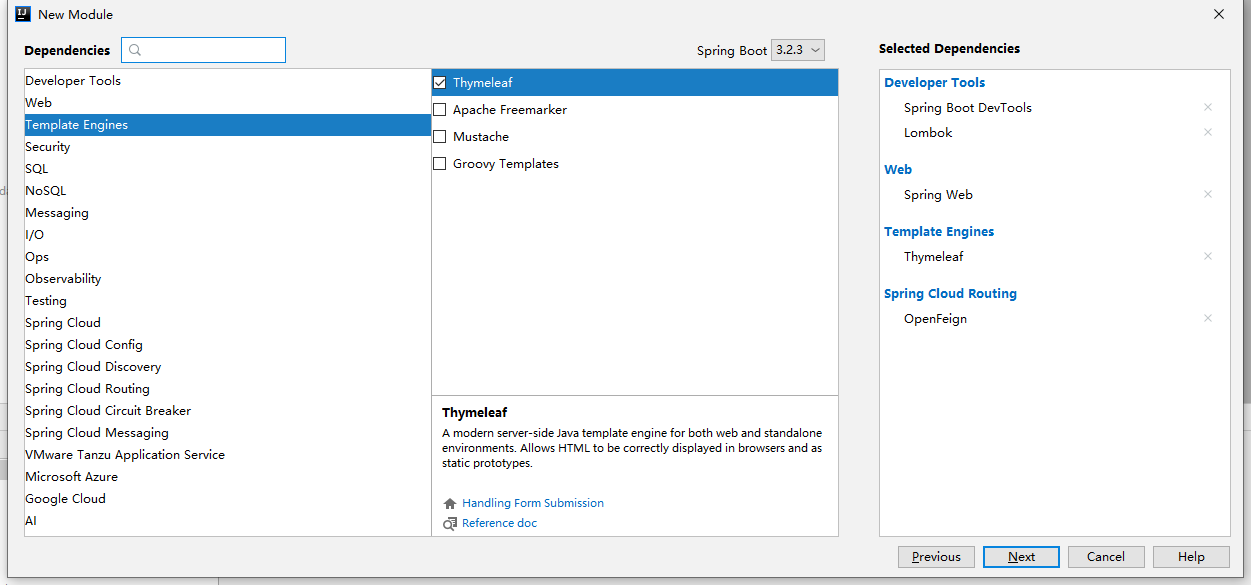 New Module
Dependencies
Spring Boot 3.2.3
Selected Dependencies
Developer Tools
Web
Template Engines
Security
SQL
NoSQL
Messaging
I/O
Ops
Observability
Testing
Spring Cloud
Spring Cloud Config
Spring Cloud Discovery
Spring Cloud Routing
Spring Cloud Circuit Breaker
Spring Cloud Messaging
VMware Tanzu Application Service
Microsoft Azure
Google Cloud
AI
Thymeleaf
Apache Freemarker
Mustache
Groovy Templates
Thymeleaf
A modern server-side Java template engine for both web and standalone
environments. Allows HTML to be correctly displayed in browsers and as
static prototypes.
Handling Form Submission
Reference doc
Developer Tools
Spring Boot DevTools
Lombok
Web
Spring Web
Template Engines
Thymeleaf
Spring Cloud Routing
OpenFeign
Previous
Next
Cancel
Help